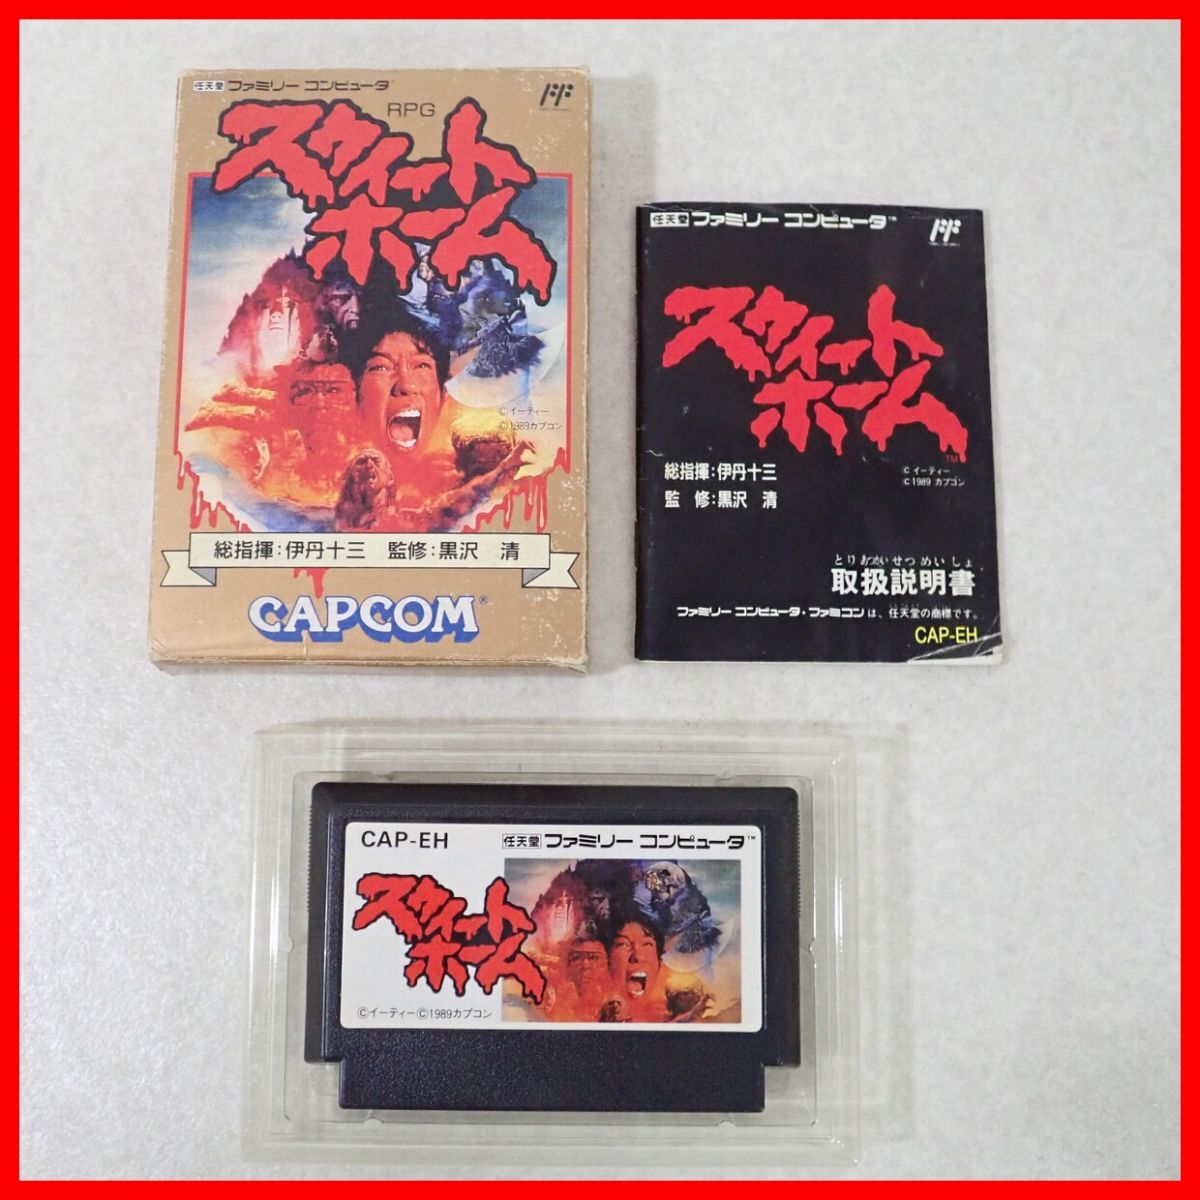 任天堂 ファミリー コンピュータ™
RPG
スウィート
ホーム
©イーティー
©1989カプコン
総指揮:伊丹十三 監修:黒沢 清
CAPCOM®
任天堂 ファミリー コンピュータ™
スウィート
ホーム
TM
総指揮:伊丹十三
監 修:黒沢 清
© イーティー
© 1989 カプコン
とりあつかいせつめいしょ
取扱説明書
ファミリー コンピュータ・ファミコンは、任天堂の商標です。
CAP-EH
CAP-EH
任天堂 ファミリー コンピュータ™
スウィート
ホーム
©イーティー©1989カプコン